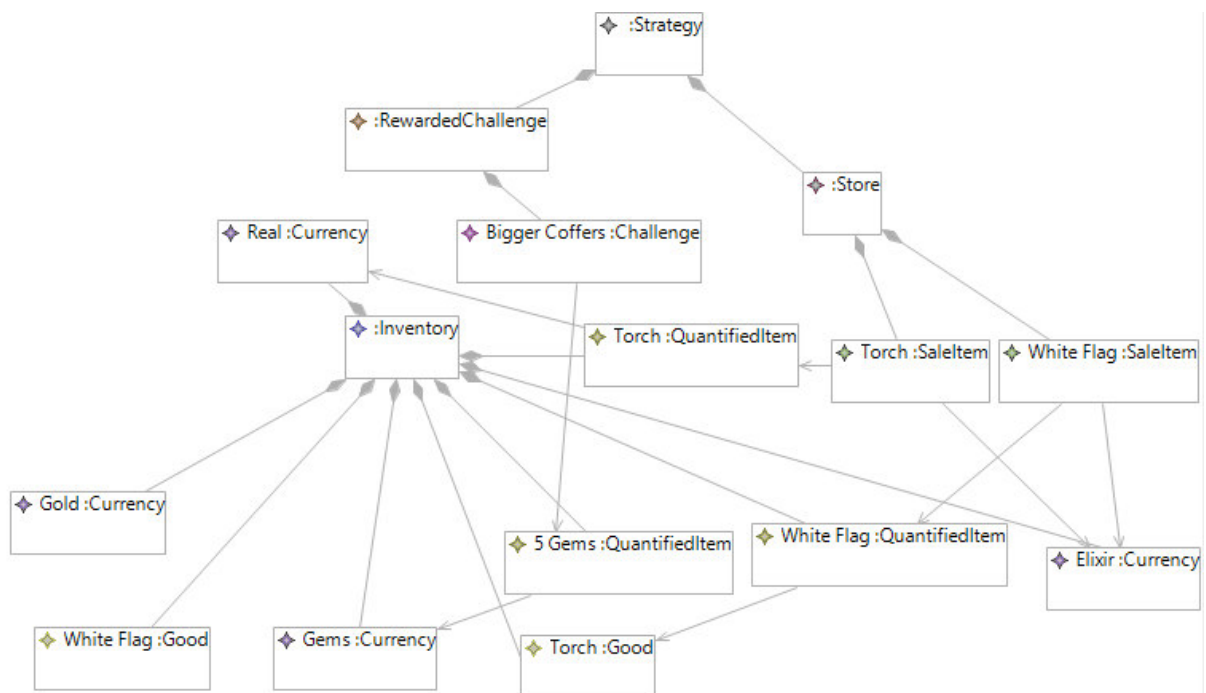 :Strategy
:RewardedChallenge
:Store
Real :Currency
Bigger Coffers :Challenge
:Inventory
Torch :QuantifiedItem
Torch :SaleItem
White Flag :SaleItem
Gold :Currency
5 Gems :QuantifiedItem
White Flag :QuantifiedItem
Elixir :Currency
White Flag :Good
Gems :Currency
Torch :Good